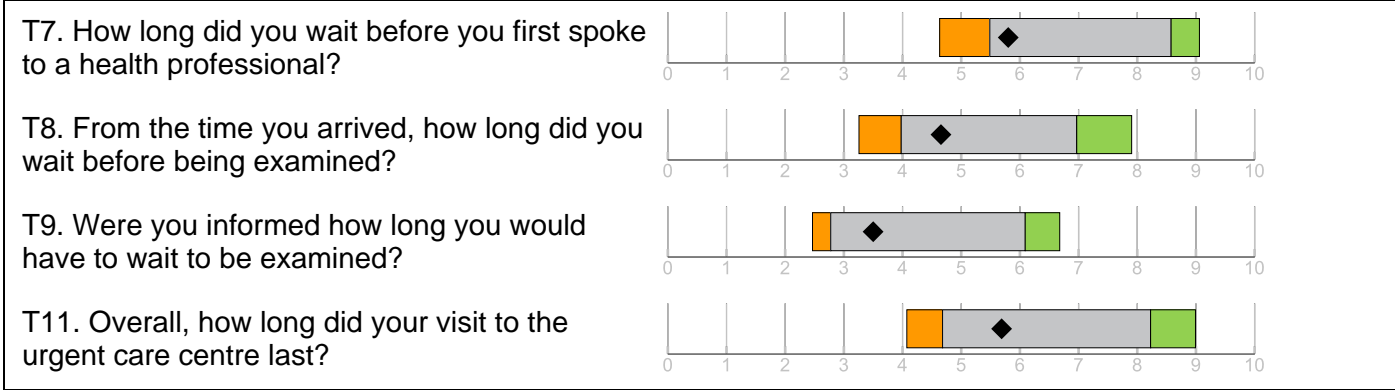 T7. How long did you wait before you first spoke
to a health professional?
0 1 2 3 4 5 6 7 8 9 10
T8. From the time you arrived, how long did you
wait before being examined?
0 1 2 3 4 5 6 7 8 9 10
T9. Were you informed how long you would
have to wait to be examined?
0 1 2 3 4 5 6 7 8 9 10
T11. Overall, how long did your visit to the
urgent care centre last?
0 1 2 3 4 5 6 7 8 9 10